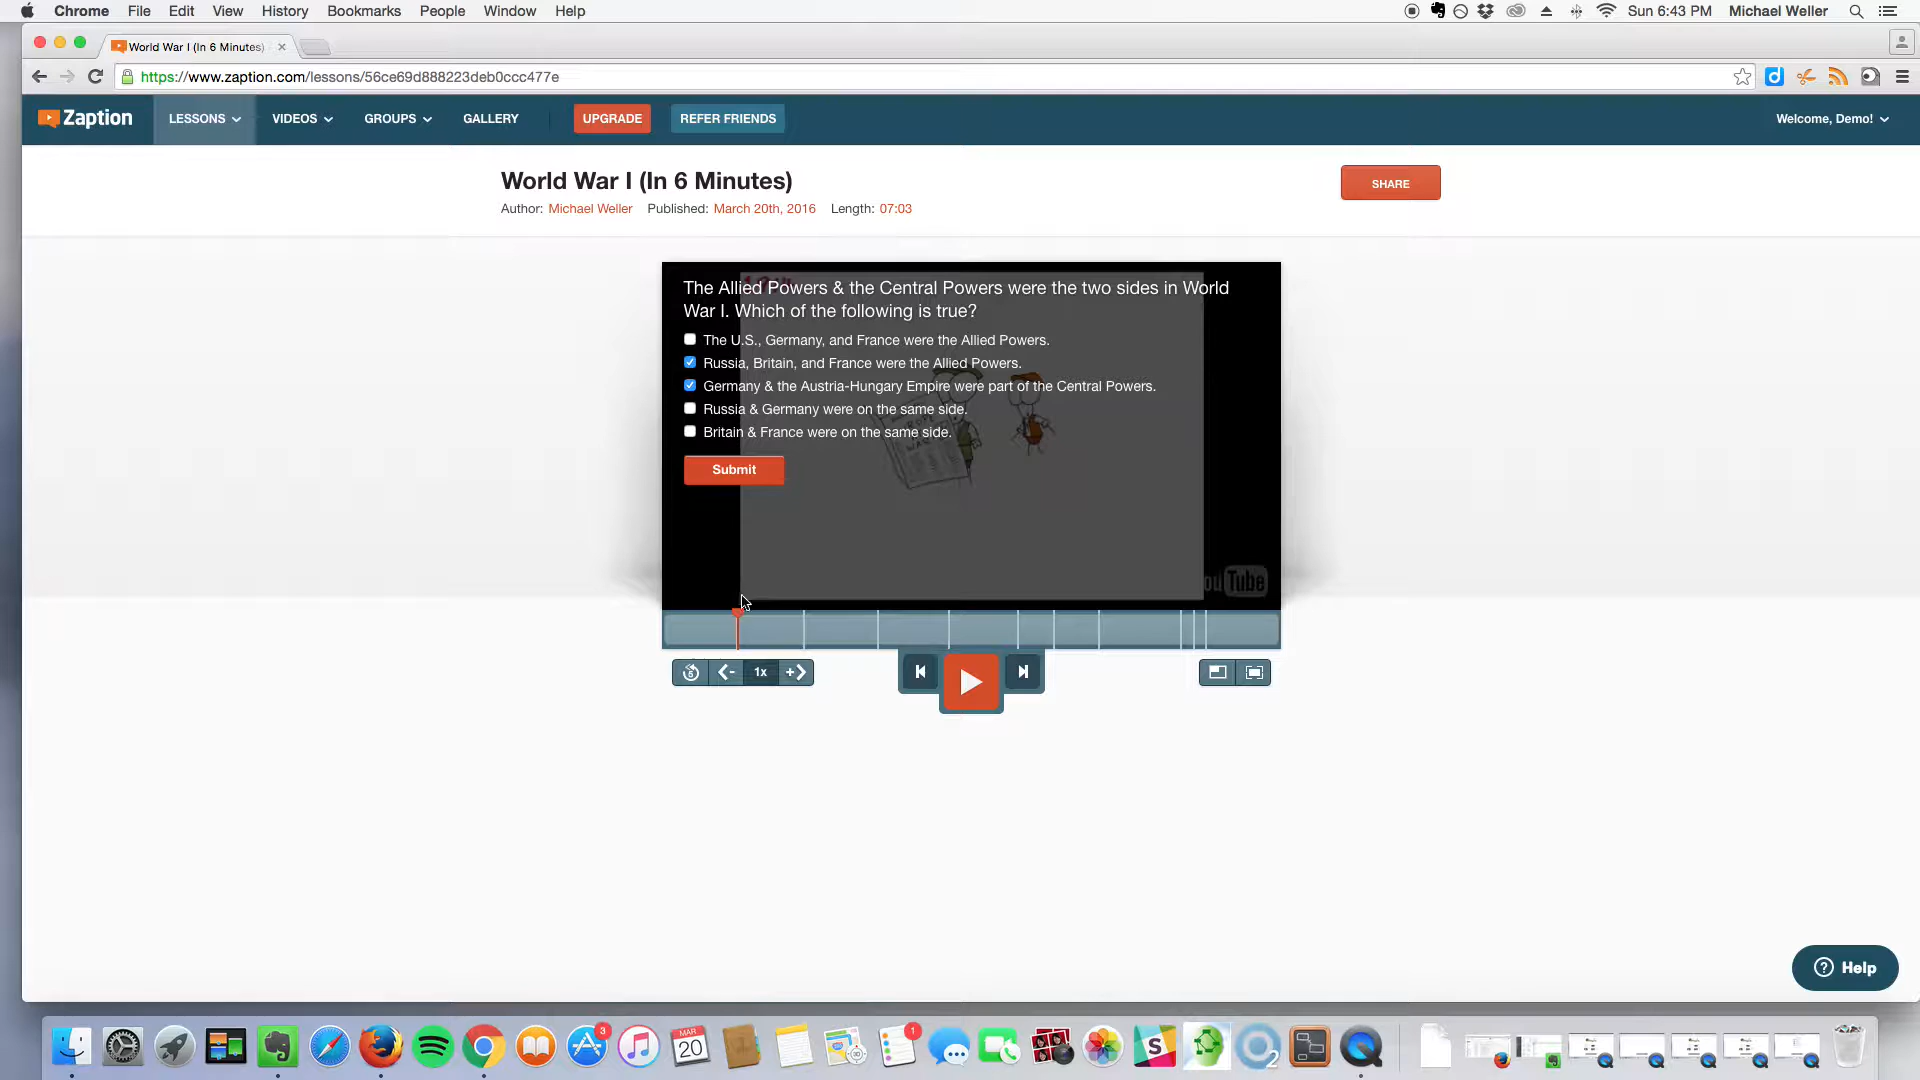 Chrome File Edit View History Bookmarks People Window Help Sun 6:43 PM Michael Weller
World War I (In 6 Minutes)
https://www.zaption.com/lessons/56ce69d888223deb0ccc477e
Zaption LESSONS VIDEOS GROUPS GALLERY UPGRADE REFER FRIENDS Welcome, Demo!
World War I (In 6 Minutes)
SHARE
Author: Michael Weller Published: March 20th, 2016 Length: 07:03
The Allied Powers & the Central Powers were the two sides in World
War I. Which of the following is true?
The U.S., Germany, and France were the Allied Powers.
Russia, Britain, and France were the Allied Powers.
Germany & the Austria-Hungary Empire were part of the Central Powers.
Russia & Germany were on the same side.
Britain & France were on the same side.
Submit
ouTube
5 1x
Help
3 MAR 20 1